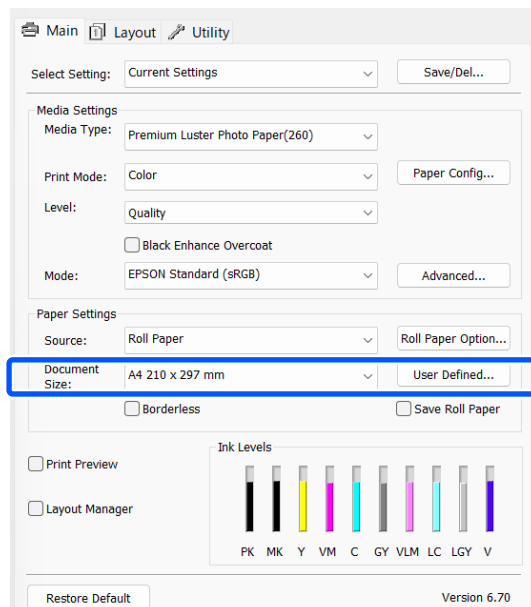 Main Layout Utility
Select Setting: Current Settings Save/Del...
Media Settings
Media Type: Premium Luster Photo Paper(260)
Print Mode: Color Paper Config...
Level: Quality
Black Enhance Overcoat
Mode: EPSON Standard (sRGB) Advanced...
Paper Settings
Source: Roll Paper Roll Paper Option...
Document
Size: A4 210 x 297 mm User Defined...
Borderless Save Roll Paper
Ink Levels
Print Preview
Layout Manager
PK MK Y VM C GY VLM LC LGY V
Restore Default Version 6.70